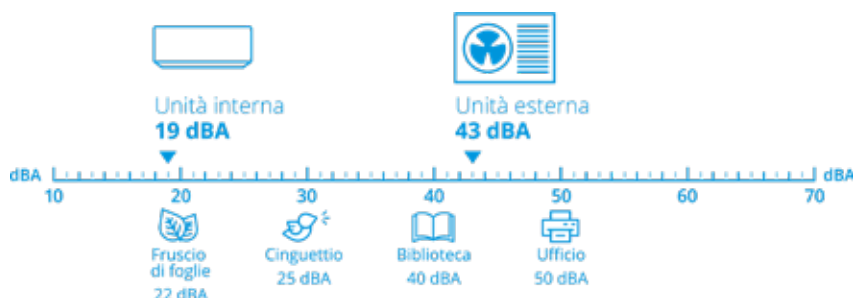 Unità interna
19 dBA
Unità esterna
43 dBA
dBA
dBA
10 20 30 40 50 60 70
Fruscio
di foglie
22 dBA
Cinguettio
25 dBA
Biblioteca
40 dBA
Ufficio
50 dBA